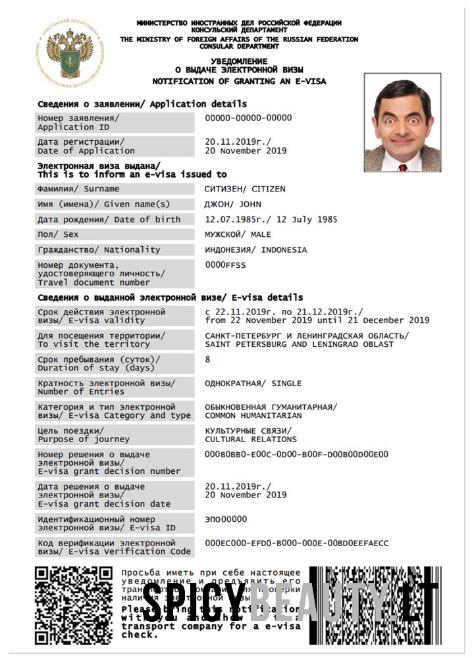 МИНИСТЕРСТВО ИНОСТРАННЫХ ДЕЛ РОССИЙСКОЙ ФЕДЕРАЦИИ
КОНСУЛЬСКИЙ ДЕПАРТАМЕНТ
THE MINISTRY OF FOREIGN AFFAIRS OF THE RUSSIAN FEDERATION
CONSULAR DEPARTMENT
УВЕДОМЛЕНИЕ
О ВЫДАЧЕ ЭЛЕКТРОННОЙ ВИЗЫ
NOTIFICATION OF GRANTING AN E-VISA
Сведения о заявлении/ Application details
Номер заявления/ 00000-00000-00000
Application ID
Дата регистрации/ 20.11.2019г./
Date of Application 20 November 2019
Электронная виза выдана/
This is to inform an e-visa issued to
Фамилия/ Surname СИТИЗЕН/ CITIZEN
Имя (имена)/ Given name(s) ДЖОН/ JOHN
Дата рождения/ Date of birth 12.07.1985г./ 12 July 1985
Пол/ Sex МУЖСКОЙ/ MALE
Гражданство/ Nationality ИНДОНЕЗИЯ/ INDONESIA
Номер документа, 0000FFSS
удостоверяющего личность/
Travel document number
Сведения о выданной электронной визе/ E-visa details
Срок действия электронной с 22.11.2019г. по 21.12.2019г./
визы/ E-visa validity from 22 November 2019 until 21 December 2019
Для посещения территории/ САНКТ-ПЕТЕРБУРГ И ЛЕНИНГРАДСКАЯ ОБЛАСТЬ/
To visit the territory SAINT PETERSBURG AND LENINGRAD OBLAST
Срок пребывания (суток)/ 8
Duration of stay (days)
Кратность электронной визы/ ОДНОКРАТНАЯ/ SINGLE
Number of Entries
Категория и тип электронной ОБЫКНОВЕННАЯ ГУМАНИТАРНАЯ/
визы/ E-visa Category and type COMMON HUMANITARIAN
Цель поездки/ КУЛЬТУРНЫЕ СВЯЗИ/
Purpose of journey CULTURAL RELATIONS
Номер решения о выдаче 000B0BB0-E00C-0D00-B00F-D00B00D00E00
электронной визы/
E-visa grant decision number
Дата решения о выдаче 20.11.2019г./
электронной визы/ 20 November 2019
E-visa grant decision date
Идентификационный номер ЭПО00000
электронной визы/ E-visa ID
Код верификации электронной 000EC000-EFD0-B000-000E-00BD0EEFAECC
визы/ E-visa Verification Code
Просьба иметь при себе настоящее
уведомление и предъявить его
SPICYBEAUTY.LT
transport company for a e-visa
check.